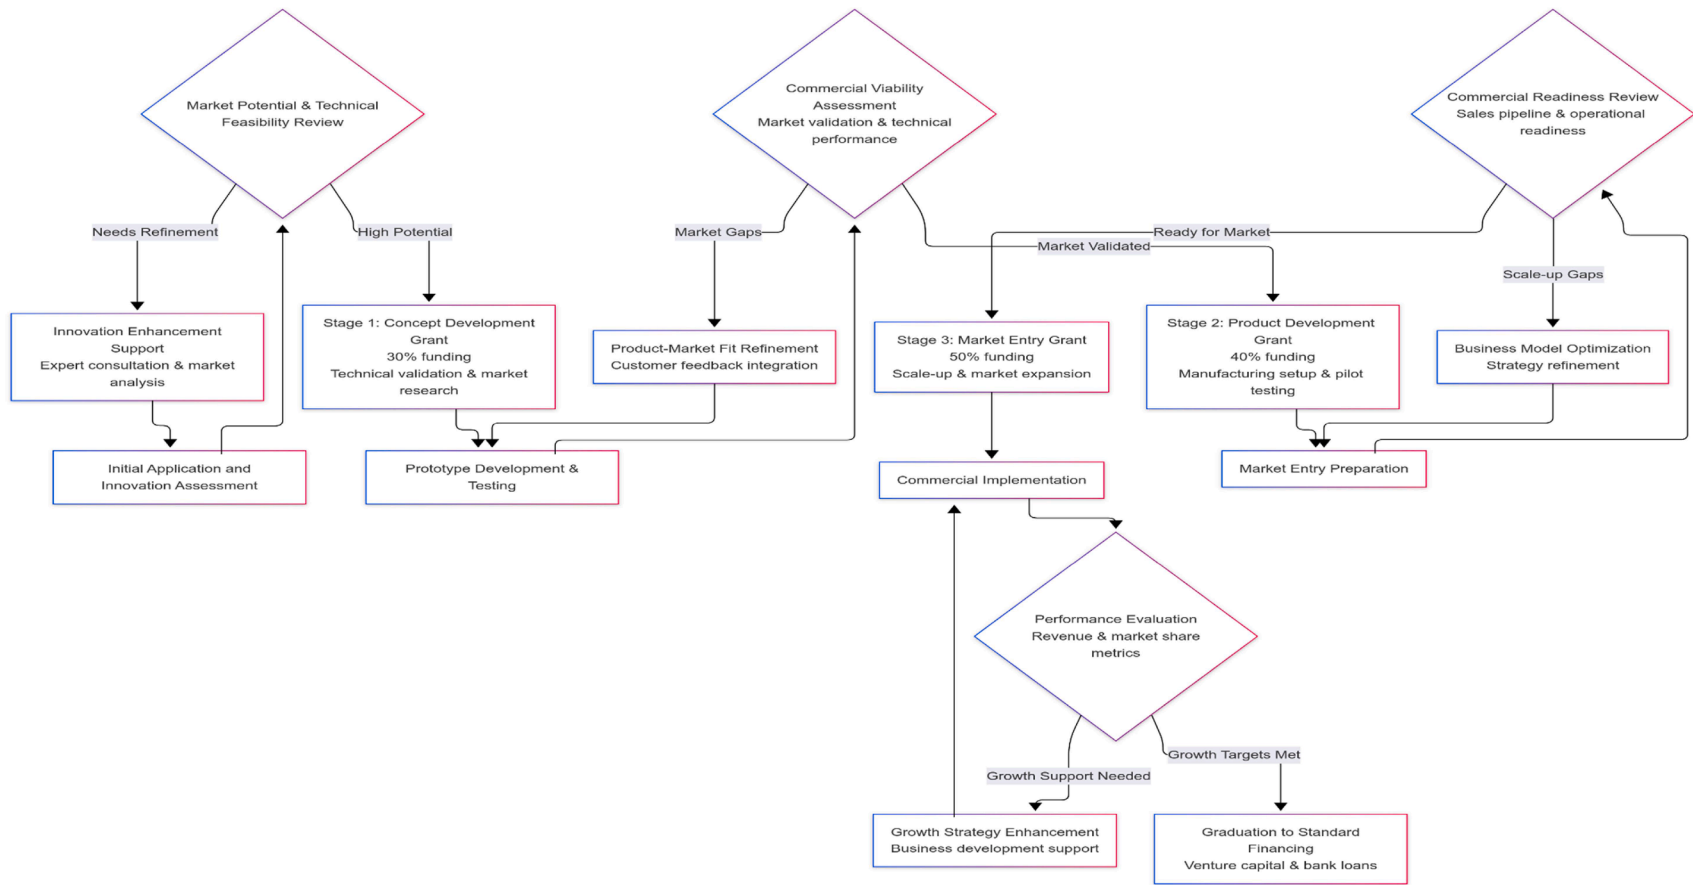 Market Potential & Technical
Feasibility Review
Commercial Viability
Assessment
Market validation & technical
performance
Commercial Readiness Review
Sales pipeline & operational
readiness
Needs Refinement
High Potential
Market Gaps
Ready for Market
Market Validated
Scale-up Gaps
Innovation Enhancement
Support
Expert consultation & market
analysis
Stage 1: Concept Development
Grant
30% funding
Technical validation & market
research
Product-Market Fit Refinement
Customer feedback integration
Stage 3: Market Entry Grant
50% funding
Scale-up & market expansion
Stage 2: Product Development
Grant
40% funding
Manufacturing setup & pilot
testing
Business Model Optimization
Strategy refinement
Initial Application and
Innovation Assessment
Prototype Development &
Testing
Commercial Implementation
Market Entry Preparation
Performance Evaluation
Revenue & market share
metrics
Growth Support Needed
Growth Targets Met
Growth Strategy Enhancement
Business development support
Graduation to Standard
Financing
Venture capital & bank loans